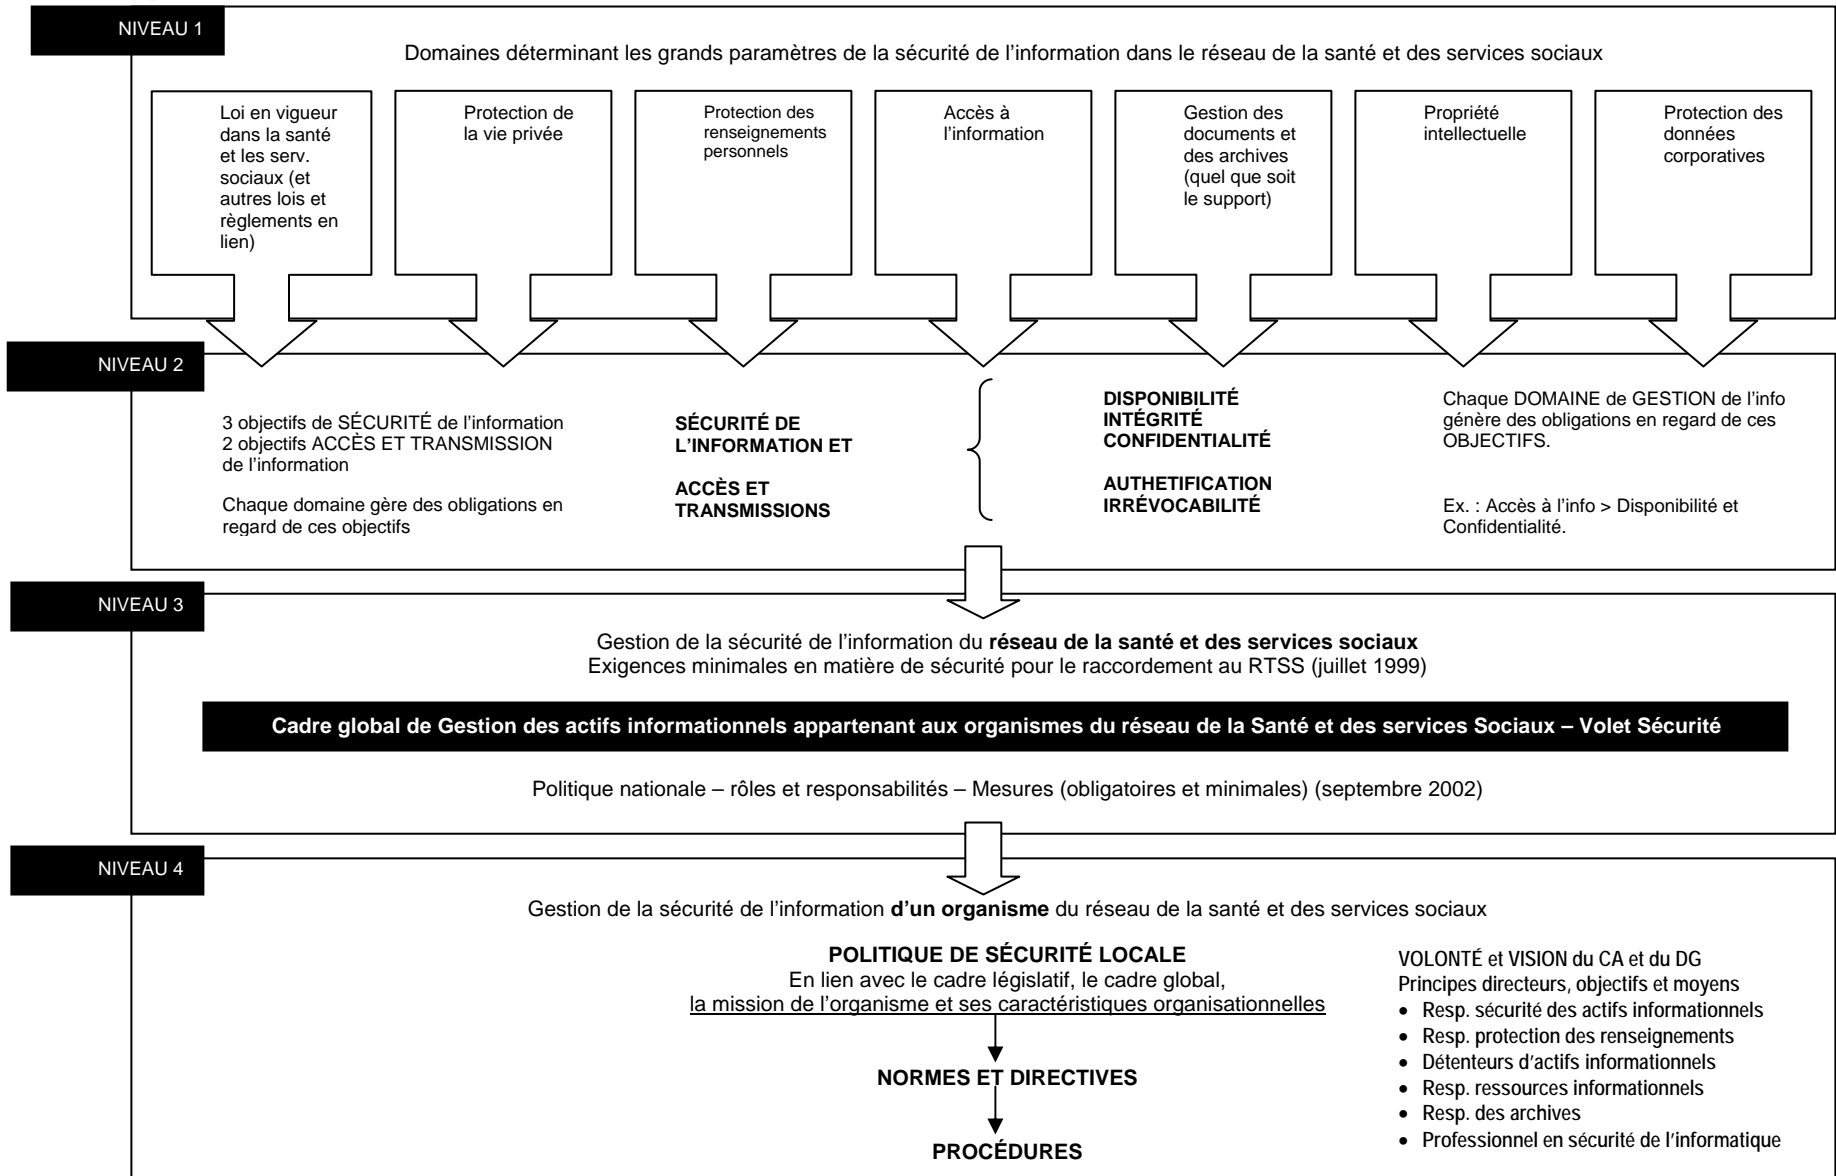 NIVEAU 1
Domaines déterminant les grands paramètres de la sécurité de l'information dans le réseau de la santé et des services sociaux
Loi en vigueur
dans la santé
et les serv.
sociaux (et
autres lois et
règlements en
lien)
Protection de
la vie privée
Protection des
renseignements
personnels
Accès à
l'information
Gestion des
documents et
des archives
(quel que soit
le support)
Propriété
intellectuelle
Protection des
données
corporatives
NIVEAU 2
3 objectifs de SÉCURITÉ de l'information
2 objectifs ACCÈS ET TRANSMISSION
de l'information
Chaque domaine gère des obligations en
regard de ces objectifs
SÉCURITÉ DE
L'INFORMATION ET
ACCÈS ET
TRANSMISSIONS
DISPONIBILITÉ
INTÉGRITÉ
CONFIDENTIALITÉ
AUTHETIFICATION
IRRÉVOCABILITÉ
Chaque DOMAINE de GESTION de l'info
génère des obligations en regard de ces
OBJECTIFS.
Ex. : Accès à l'info > Disponibilité et
Confidentialité.
NIVEAU 3
Gestion de la sécurité de l'information du réseau de la santé et des services sociaux
Exigences minimales en matière de sécurité pour le raccordement au RTSS (juillet 1999)
Cadre global de Gestion des actifs informationnels appartenant aux organismes du réseau de la Santé et des services Sociaux – Volet Sécurité
Politique nationale – rôles et responsabilités – Mesures (obligatoires et minimales) (septembre 2002)
NIVEAU 4
Gestion de la sécurité de l'information d'un organisme du réseau de la santé et des services sociaux
POLITIQUE DE SÉCURITÉ LOCALE
En lien avec le cadre législatif, le cadre global,
la mission de l'organisme et ses caractéristiques organisationnelles
NORMES ET DIRECTIVES
PROCÉDURES
VOLONTÉ et VISION du CA et du DG
Principes directeurs, objectifs et moyens
• Resp. sécurité des actifs informationnels
• Resp. protection des renseignements
• Détenteurs d'actifs informationnels
• Resp. ressources informationnels
• Resp. des archives
• Professionnel en sécurité de l'informatique